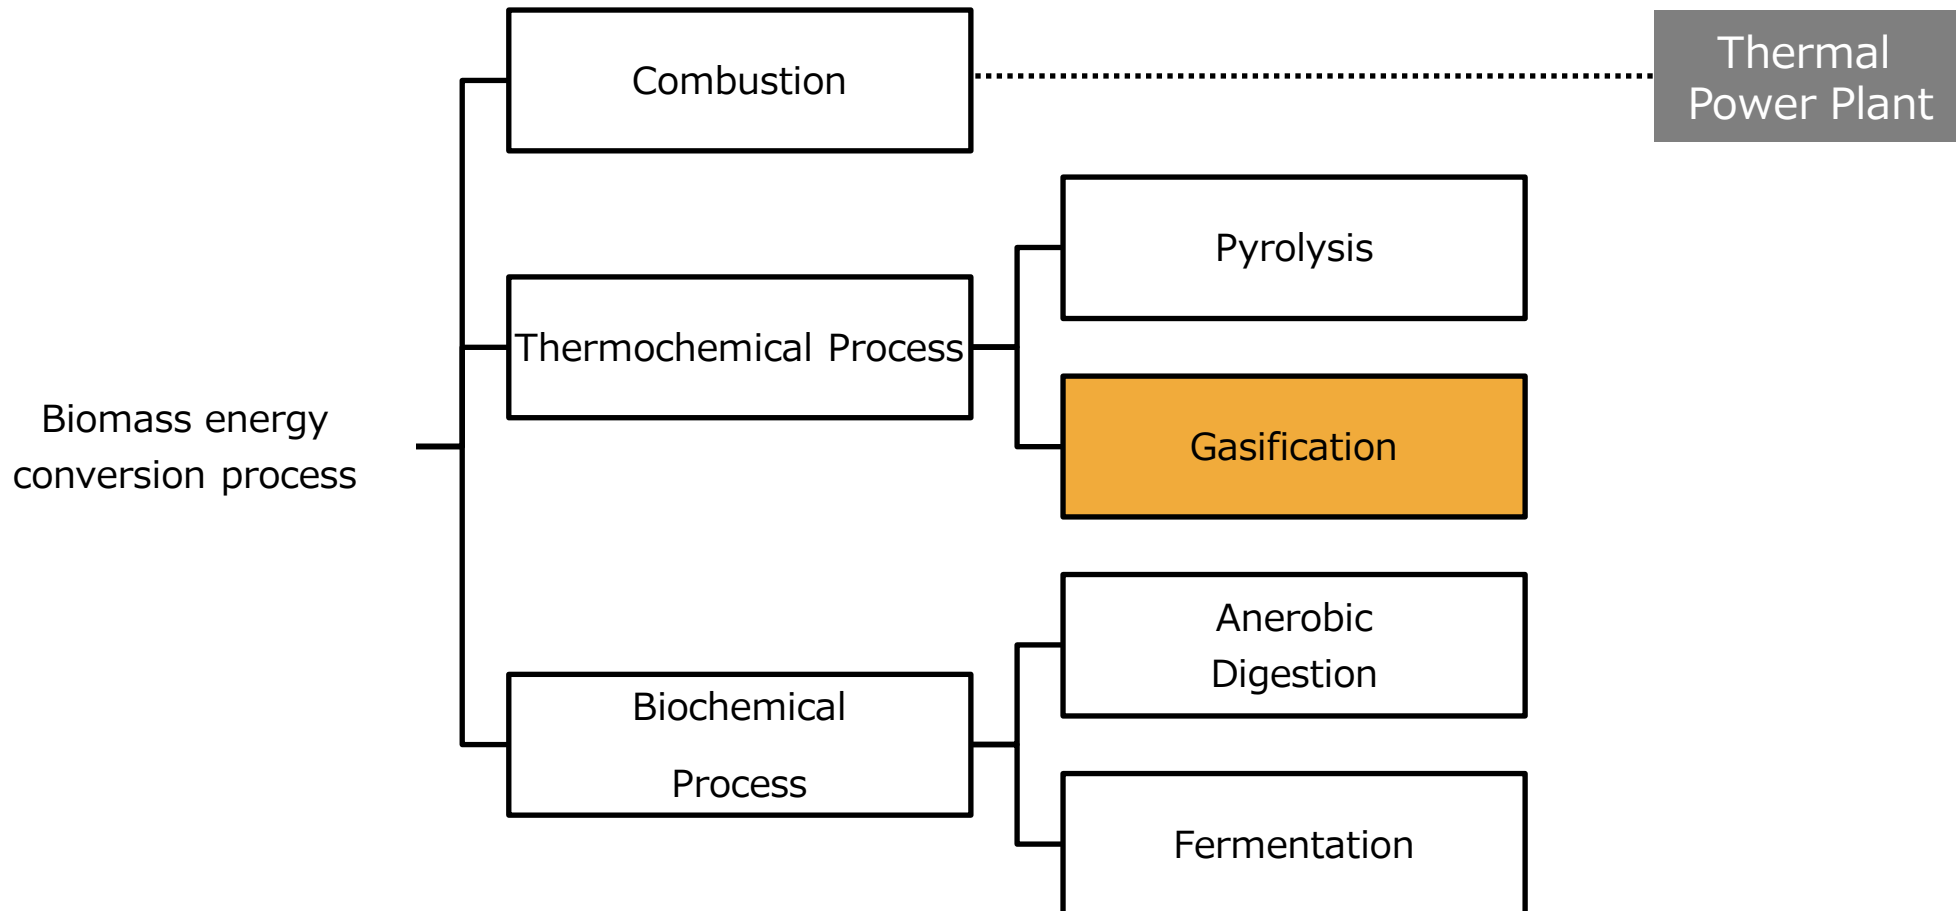 Combustion
Thermal
Power Plant
Pyrolysis
Thermochemical Process
Gasification
Biomass energy
conversion process
Anerobic
Digestion
Biochemical
Process
Fermentation